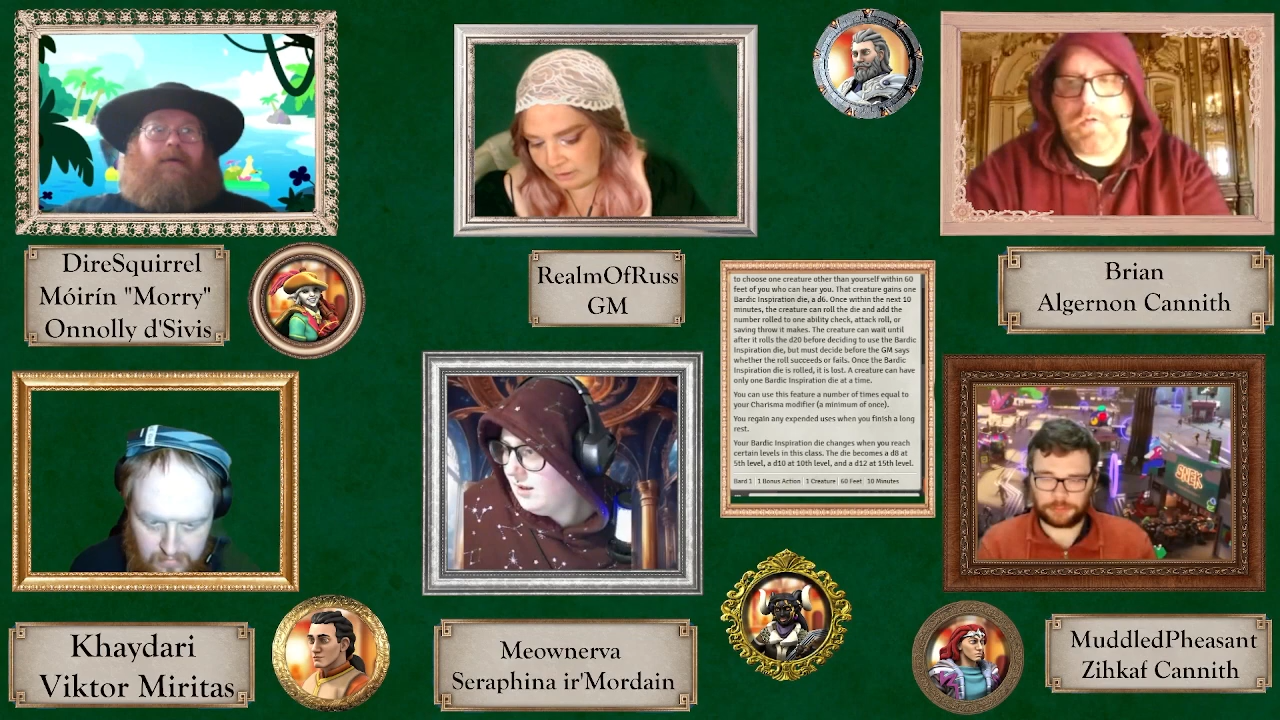 DireSquirrel
Móirín "Morry"
Onnolly d'Sivis
RealmOfRuss
GM
Brian
Algernon Cannith
to choose one creature other than yourself within 60
feet of you who can hear you. That creature gains one
Bardic Inspiration die, a d6. Once within the next 10
minutes, the creature can roll the die and add the
number rolled to one ability check, attack roll, or
saving throw it makes. The creature can wait until
after it rolls the d20 before deciding to use the Bardic
Inspiration die, but must decide before the GM says
whether the roll succeeds or fails. Once the Bardic
Inspiration die is rolled, it is lost. A creature can have
only one Bardic Inspiration die at a time.
You can use this feature a number of times equal to
your Charisma modifier (a minimum of once).
You regain any expended uses when you finish a long
rest.
Your Bardic Inspiration die changes when you reach
certain levels in this class. The die becomes a d8 at
5th level, a d10 at 10th level, and a d12 at 15th level.
Bard 1 1 Bonus Action 1 Creature 60 Feet 10 Minutes
Khaydari
Viktor Miritas
Meownerva
Seraphina ir'Mordain
MuddledPheasant
Zihkaf Cannith